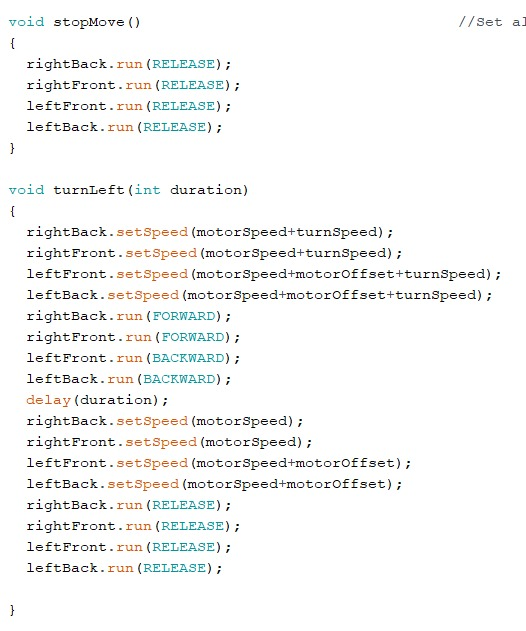 void stopMove() //Set al
{
  rightBack.run(RELEASE);
  rightFront.run(RELEASE);
  leftFront.run(RELEASE);
  leftBack.run(RELEASE);
}

void turnLeft(int duration)
{
  rightBack.setSpeed(motorSpeed+turnSpeed);
  rightFront.setSpeed(motorSpeed+turnSpeed);
  leftFront.setSpeed(motorSpeed+motorOffset+turnSpeed);
  leftBack.setSpeed(motorSpeed+motorOffset+turnSpeed);
  rightBack.run(FORWARD);
  rightFront.run(FORWARD);
  leftFront.run(BACKWARD);
  leftBack.run(BACKWARD);
  delay(duration);
  rightBack.setSpeed(motorSpeed);
  rightFront.setSpeed(motorSpeed);
  leftFront.setSpeed(motorSpeed+motorOffset);
  leftBack.setSpeed(motorSpeed+motorOffset);
  rightBack.run(RELEASE);
  rightFront.run(RELEASE);
  leftFront.run(RELEASE);
  leftBack.run(RELEASE);

}